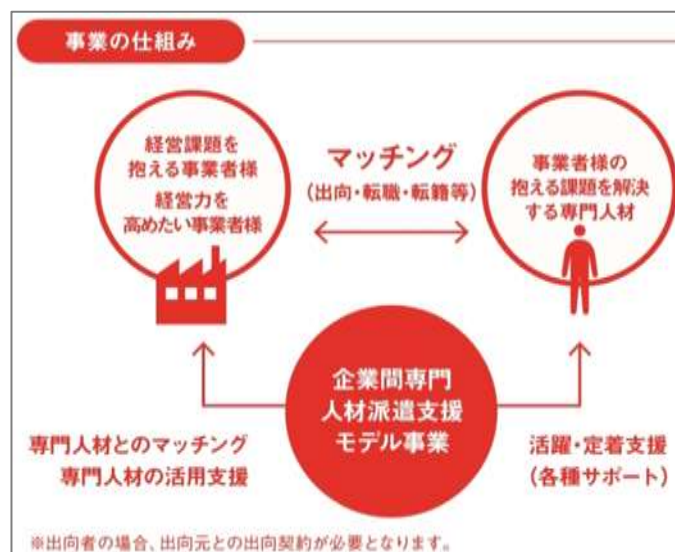 事業の仕組み
経営課題を
抱える事業者様
経営力を
高めたい事業者様
マッチング
(出向・転職・転籍等)
事業者様の
抱える課題を解決
する専門人材
企業間専門
人材派遣支援
モデル事業
専門人材とのマッチング
専門人材の活用支援
活躍・定着支援
(各種サポート)
※出向者の場合、出向元との出向契約が必要となります。